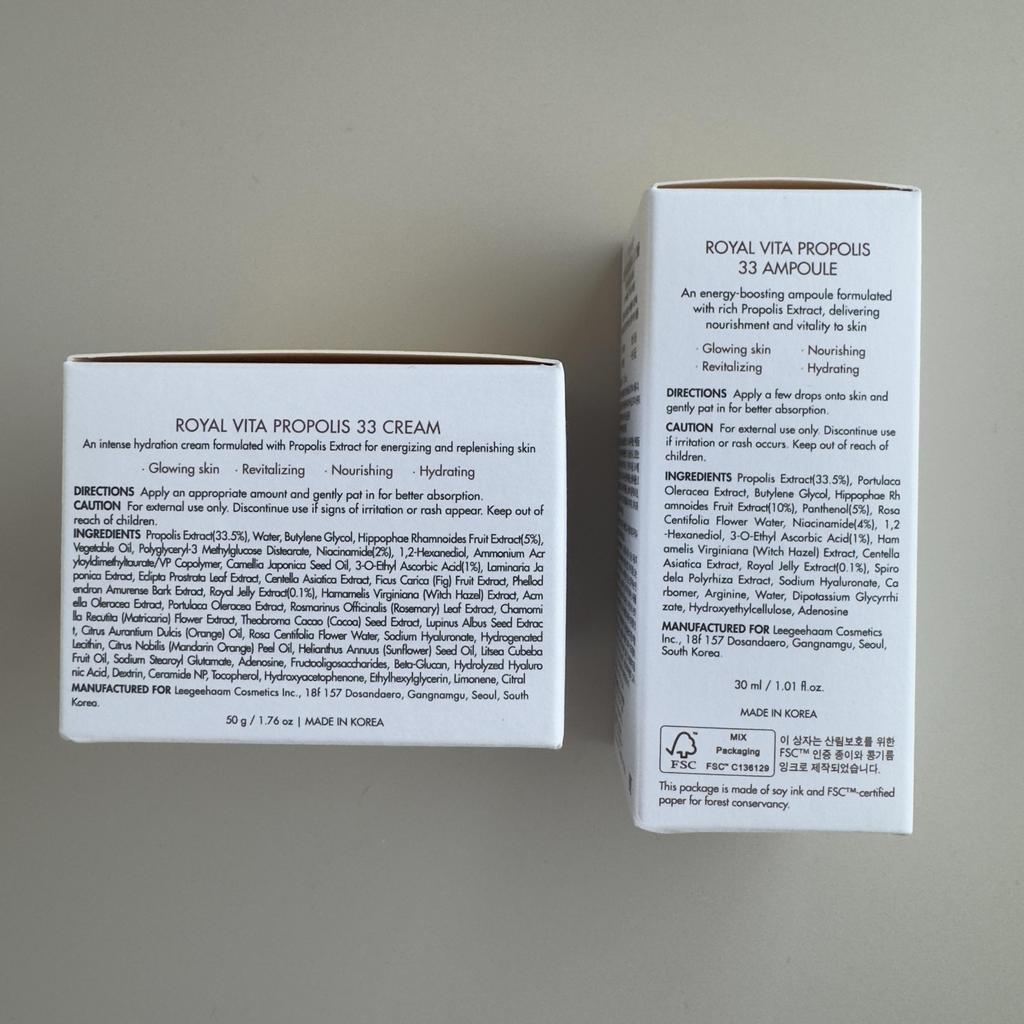 ROYAL VITA PROPOLIS 33 CREAM
An intense hydration cream formulated with Propolis Extract for energizing and replenishing skin
· Glowing skin · Revitalizing · Nourishing · Hydrating
DIRECTIONS Apply an appropriate amount and gently pat in for better absorption.
CAUTION For external use only. Discontinue use if signs of irritation or rash appear. Keep out of
reach of children.
INGREDIENTS Propolis Extract(33.5%), Water, Butylene Glycol, Hippophae Rhamnoides Fruit Extract(5%),
Vegetable Oil, Polyglyceryl-3 Methylglucose Distearate, Niacinamide(2%), 1,2-Hexanediol, Ammonium Acr
yloyldimethyltaurate/VP Copolymer, Camellia Japonica Seed Oil, 3-O-Ethyl Ascorbic Acid(1%), Laminaria Ja
ponica Extract, Eclipta Prostrata Leaf Extract, Centella Asiatica Extract, Ficus Carica (Fig) Fruit Extract, Phellod
endron Amurense Bark Extract, Royal Jelly Extract(0.1%), Hamamelis Virginiana (Witch Hazel) Extract, Acm
ella Oleracea Extract, Portulaca Oleracea Extract, Rosmarinus Officinalis (Rosemary) Leaf Extract, Chamomi
lla Recutita (Matricaria) Flower Extract, Theobroma Cacao (Cocoa) Seed Extract, Lupinus Albus Seed Extrac
t, Citrus Aurantium Dulcis (Orange) Oil, Rosa Centifolia Flower Water, Sodium Hyaluronate, Hydrogenated
Lecithin, Citrus Nobilis (Mandarin Orange) Peel Oil, Helianthus Annuus (Sunflower) Seed Oil, Litsea Cubeba
Fruit Oil, Sodium Stearoyl Glutamate, Adenosine, Fructooligosaccharides, Beta-Glucan, Hydrolyzed Hyaluro
nic Acid, Dextrin, Ceramide NP, Tocopherol, Hydroxyacetophenone, Ethylhexylglycerin, Limonene, Citral
MANUFACTURED FOR Leegeehaam Cosmetics Inc., 18f 157 Dosandaero, Gangnamgu, Seoul, South
Korea.
50 g / 1.76 oz | MADE IN KOREA
ROYAL VITA PROPOLIS
33 AMPOULE
An energy-boosting ampoule formulated
with rich Propolis Extract, delivering
nourishment and vitality to skin
· Glowing skin · Nourishing
· Revitalizing · Hydrating
DIRECTIONS Apply a few drops onto skin and
gently pat in for better absorption.
CAUTION For external use only. Discontinue use
if irritation or rash occurs. Keep out of reach of
children.
INGREDIENTS Propolis Extract(33.5%), Portulaca
Oleracea Extract, Butylene Glycol, Hippophae Rh
amnoides Fruit Extract(10%), Panthenol(5%), Rosa
Centifolia Flower Water, Niacinamide(4%), 1,2
-Hexanediol, 3-O-Ethyl Ascorbic Acid(1%), Ham
amelis Virginiana (Witch Hazel) Extract, Centella
Asiatica Extract, Royal Jelly Extract(0.1%), Spiro
dela Polyrhiza Extract, Sodium Hyaluronate, Ca
rbomer, Arginine, Water, Dipotassium Glycyrrhi
zate, Hydroxyethylcellulose, Adenosine
MANUFACTURED FOR Leegeehaam Cosmetics
Inc., 18f 157 Dosandaero, Gangnamgu, Seoul,
South Korea.
30 ml / 1.01 fl.oz.
MADE IN KOREA
FSC
MIX
Packaging
FSC™ C136129
이 상자는 산림보호를 위한
FSC™ 인증 종이와 콩기름
잉크로 제작되었습니다.
This package is made of soy ink and FSC™-certified
paper for forest conservancy.